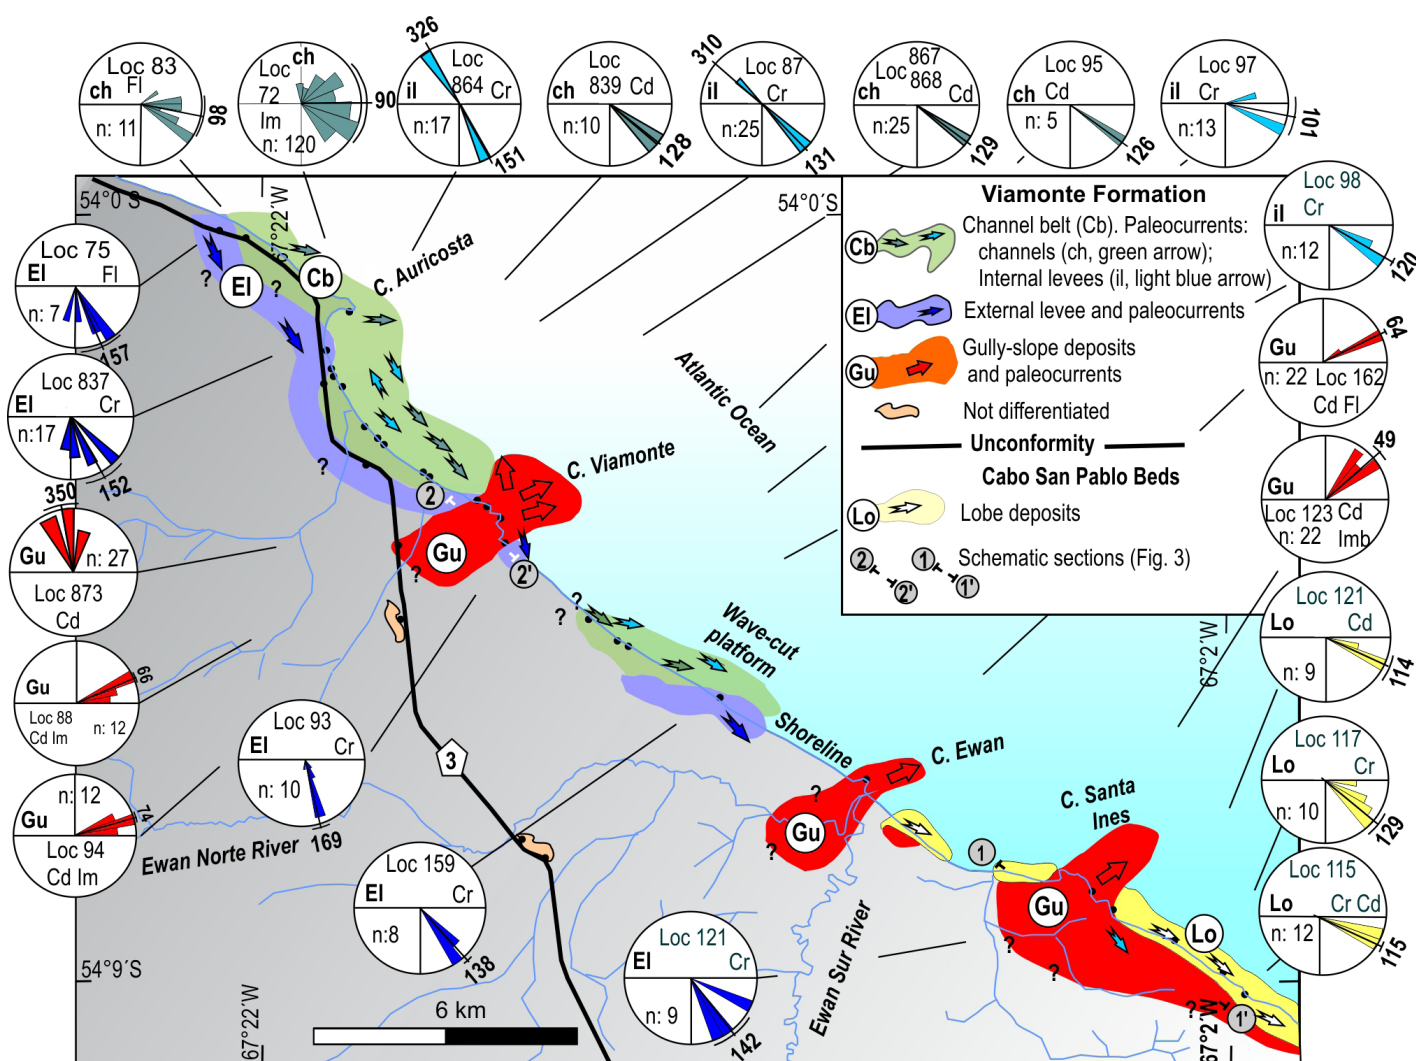 Loc 83
Fl
ch
n: 11
98
ch
Loc
72
Im
n: 120
90
326
Loc
864
il
Cr
n:17
151
Loc
839
ch
Cd
n:10
128
310
Loc 87
il
Cr
n:25
131
867
Loc 868
ch
Cd
n:25
129
Loc 95
Cd
ch
n: 5
126
Loc 97
il
Cr
n:13
101
Loc 98
Cr
il
n:12
120
Loc 75
El
Fl
n: 7
157
Loc 837
El
Cr
n:17
152
350
Gu
n: 27
Loc 873
Cd
Gu
66
Loc 88
Cd Im
n: 12
n: 12
Gu
74
Loc 94
Cd Im
Loc 93
El
Cr
n: 10
169
Loc 159
El
Cr
n:8
138
Loc 121
El
Cr
n: 9
142
64
Gu
n: 22 Loc 162
Cd Fl
49
Gu
Loc 123 Cd
n: 22 Imb
Loc 121
Lo
Cd
n: 9
114
Loc 117
Lo
Cr
n: 10
129
Loc 115
Lo
Cr Cd
n: 12
115
54°0´S
67°22´W
54°0´S
Viamonte Formation
Cb
Channel belt (Cb). Paleocurrents:
channels (ch, green arrow);
Internal levees (il, light blue arrow)
El
External levee and paleocurrents
Gu
Gully-slope deposits
and paleocurrents
Not differentiated
Unconformity
Cabo San Pablo Beds
Lo
Lobe deposits
2
2'
1
1'
Schematic sections (Fig. 3)
67°2´W
?
El
?
Cb
C. Auricosta
Atlantic Ocean
?
2
C. Viamonte
Gu
?
2'
?
?
Wave-cut
platform
Shoreline
3
C. Ewan
?
Gu
?
C. Santa
Ines
1
Gu
?
?
Lo
?
1'
Ewan Norte River
Ewan Sur River
54°9´S
6 km
67°22´W
67°2´W